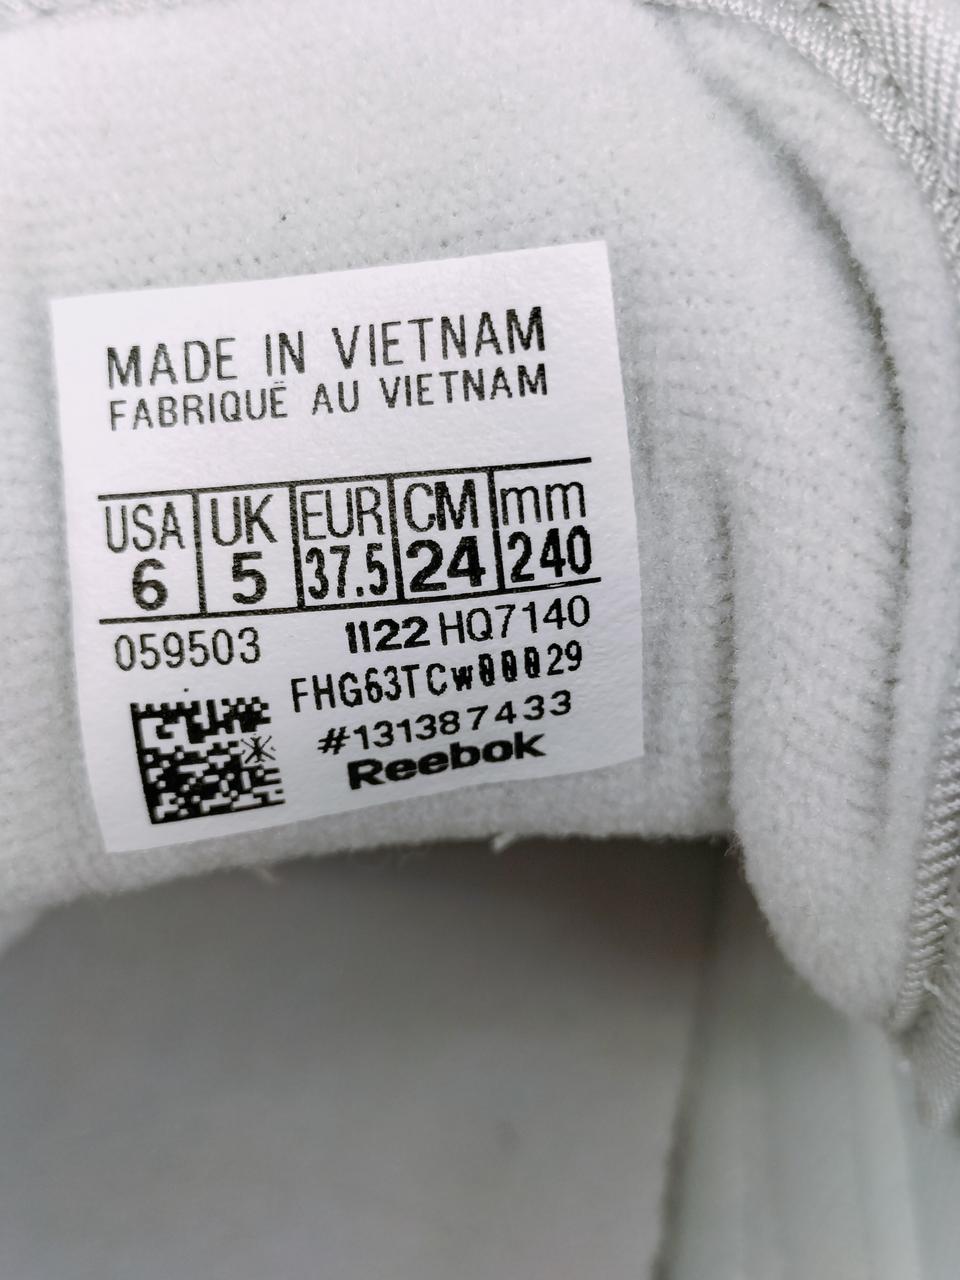 MADE IN VIETNAM
FABRIQUÉ AU VIETNAM
USA UK EUR CM mm
6 5 37.5 24 240
059503 1122 HQ7140
FHG63TCW00029
#131387433
Reebok